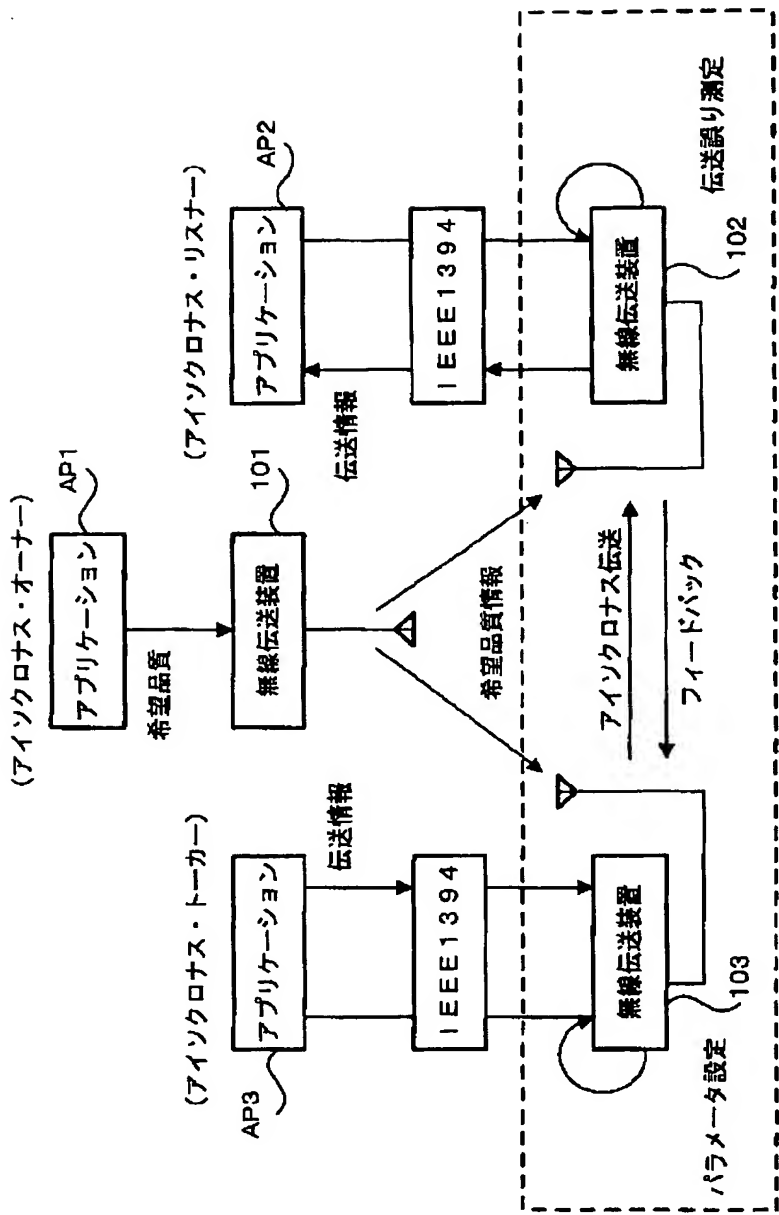 (アイソクロナス・オーナー)
アプリケーション
AP1
希望品質
無線伝送装置
101
希望品質情報
(アイソクロナス・トーカー)
アプリケーション
AP3
伝送情報
IEEE1394
無線伝送装置
103
パラメータ設定
(アイソクロナス・リスナー)
アプリケーション
AP2
伝送情報
IEEE1394
無線伝送装置
102
伝送誤り測定
アイソクロナス伝送
フィードバック